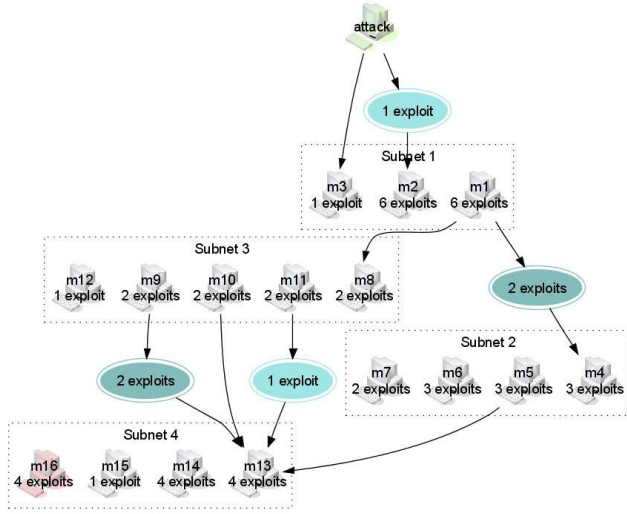 attack
1 exploit
Subnet 1
m3
1 exploit
m2
6 exploits
m1
6 exploits
Subnet 3
m12
1 exploit
m9
2 exploits
m10
2 exploits
m11
2 exploits
m8
2 exploits
2 exploits
Subnet 2
m7
2 exploits
m6
3 exploits
m5
3 exploits
m4
3 exploits
2 exploits
1 exploit
Subnet 4
m16
4 exploits
m15
1 exploit
m14
4 exploits
m13
4 exploits